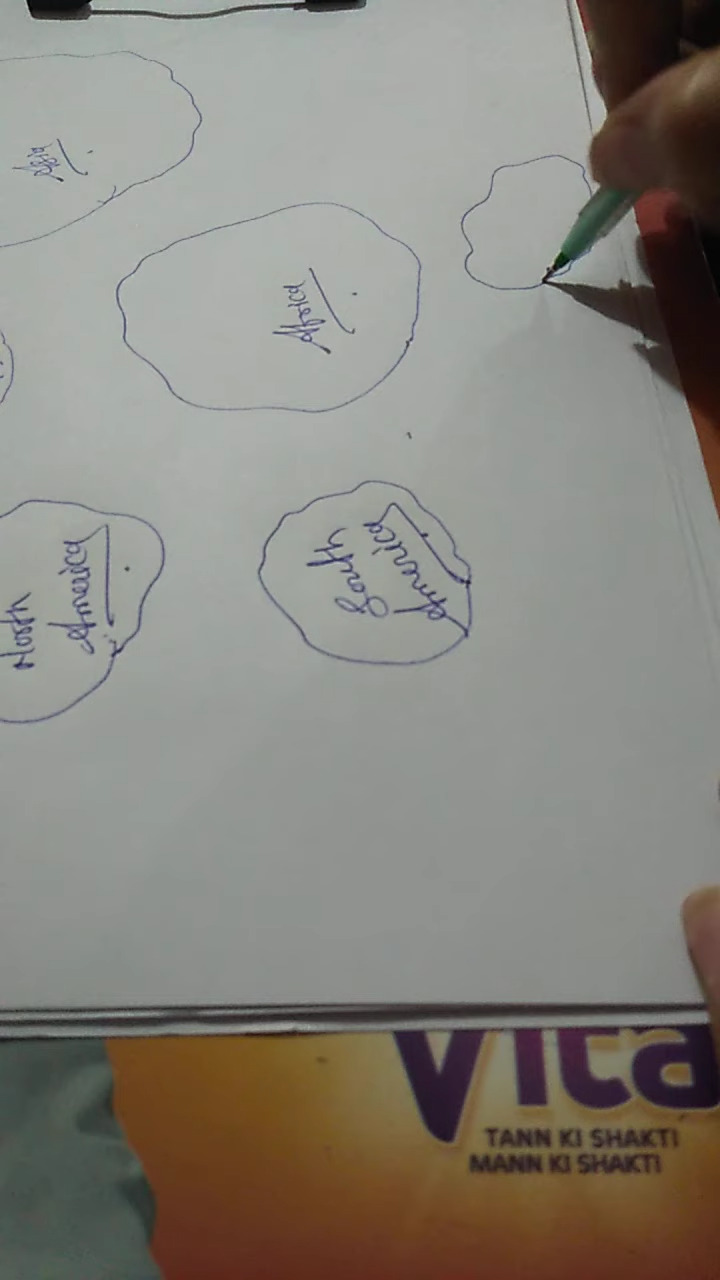 Asia
Africa
North
America
South
America
Vita
TANN KI SHAKTI
MANN KI SHAKTI